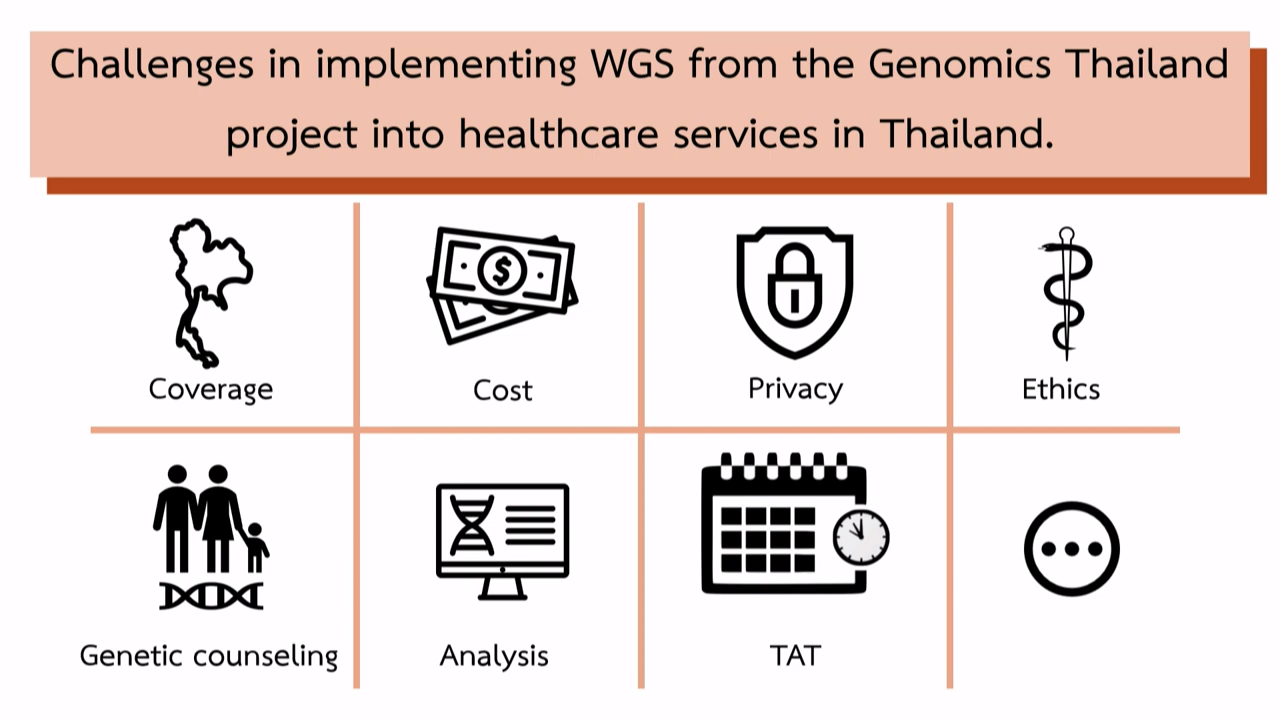 Challenges in implementing WGS from the Genomics Thailand
project into healthcare services in Thailand.
$
Coverage
Cost
Privacy
Ethics
Genetic counseling
Analysis
TAT